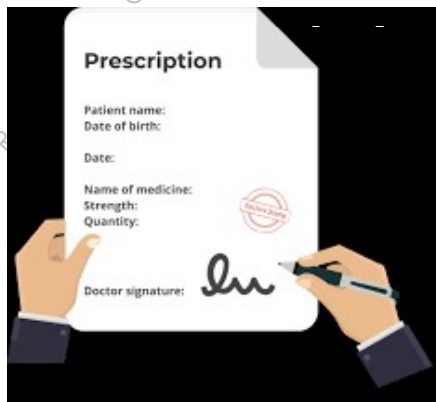 Prescription
Patient name:
Date of birth:
Date:
Name of medicine:
Strength:
Quantity:
Doctor signature: